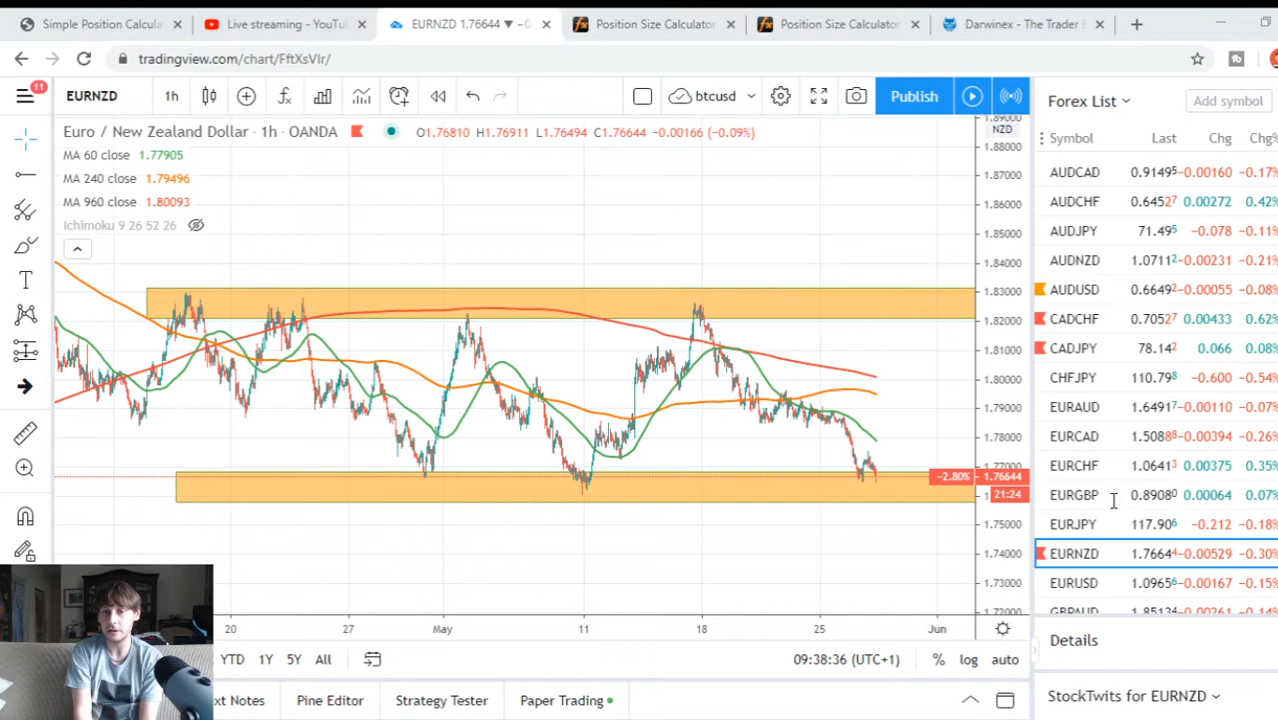 Simple Position Calcula
Live streaming - YouTu
EURNZD 1.76644 ▼ −0
Position Size Calculator
Position Size Calculator
Darwinex - The Trader
tradingview.com/chart/FftXsVIr/
11
EURNZD
1h
btcusd
Publish
Forex List
Add symbol
Euro / New Zealand Dollar · 1h · OANDA
O1.76810 H1.76911 L1.76494 C1.76644 −0.00166 (−0.09%)
MA 60 close 1.77905
MA 240 close 1.79496
MA 960 close 1.80093
Ichimoku 9 26 52 26
1.89000
NZD
1.88000
1.87000
1.86000
1.85000
1.84000
1.83000
1.82000
1.81000
1.80000
1.79000
1.78000
1.77000
−2.80% 1.76644
21:24
1.75000
1.74000
1.73000
1.72000
Symbol Last Chg Chg%
AUDCAD 0.91495 −0.00160 −0.17%
AUDCHF 0.64527 0.00272 0.42%
AUDJPY 71.495 −0.078 −0.11%
AUDNZD 1.07112 −0.00231 −0.21%
AUDUSD 0.66492 −0.00055 −0.08%
CADCHF 0.70527 0.00433 0.62%
CADJPY 78.142 0.066 0.08%
CHFJPY 110.798 −0.600 −0.54%
EURAUD 1.64917 −0.00110 −0.07%
EURCAD 1.50888 −0.00394 −0.26%
EURCHF 1.06413 0.00375 0.35%
EURGBP 0.89080 0.00064 0.07%
EURJPY 117.906 −0.212 −0.18%
EURNZD 1.76644 −0.00529 −0.30%
EURUSD 1.09656 −0.00167 −0.15%
GBPAUD 1.85134 −0.00261 −0.14%
20
27
May
11
18
25
Jun
Details
YTD 1Y 5Y All
09:38:36 (UTC+1)
% log auto
Text Notes
Pine Editor
Strategy Tester
Paper Trading
StockTwits for EURNZD